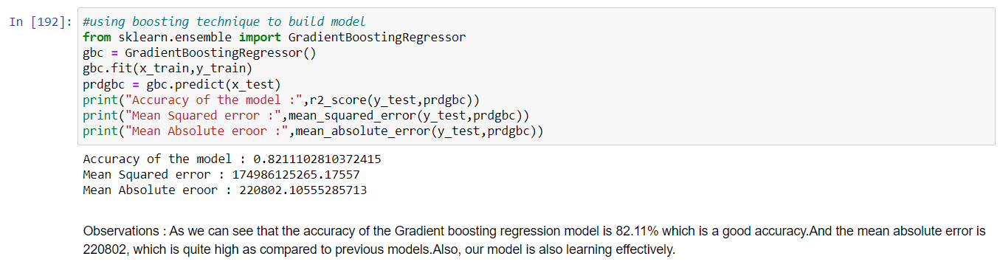 In [192]: #using boosting technique to build model
from sklearn.ensemble import GradientBoostingRegressor
gbc = GradientBoostingRegressor()
gbc.fit(x_train,y_train)
prdgbc = gbc.predict(x_test)
print("Accuracy of the model :",r2_score(y_test,prdgbc))
print("Mean Squared error :",mean_squared_error(y_test,prdgbc))
print("Mean Absolute eroor :",mean_absolute_error(y_test,prdgbc))
Accuracy of the model : 0.8211102810372415
Mean Squared error : 174986125265.17557
Mean Absolute eroor : 220802.10555285713
Observations : As we can see that the accuracy of the Gradient boosting regression model is 82.11% which is a good accuracy.And the mean absolute error is
220802, which is quite high as compared to previous models.Also, our model is also learning effectively.